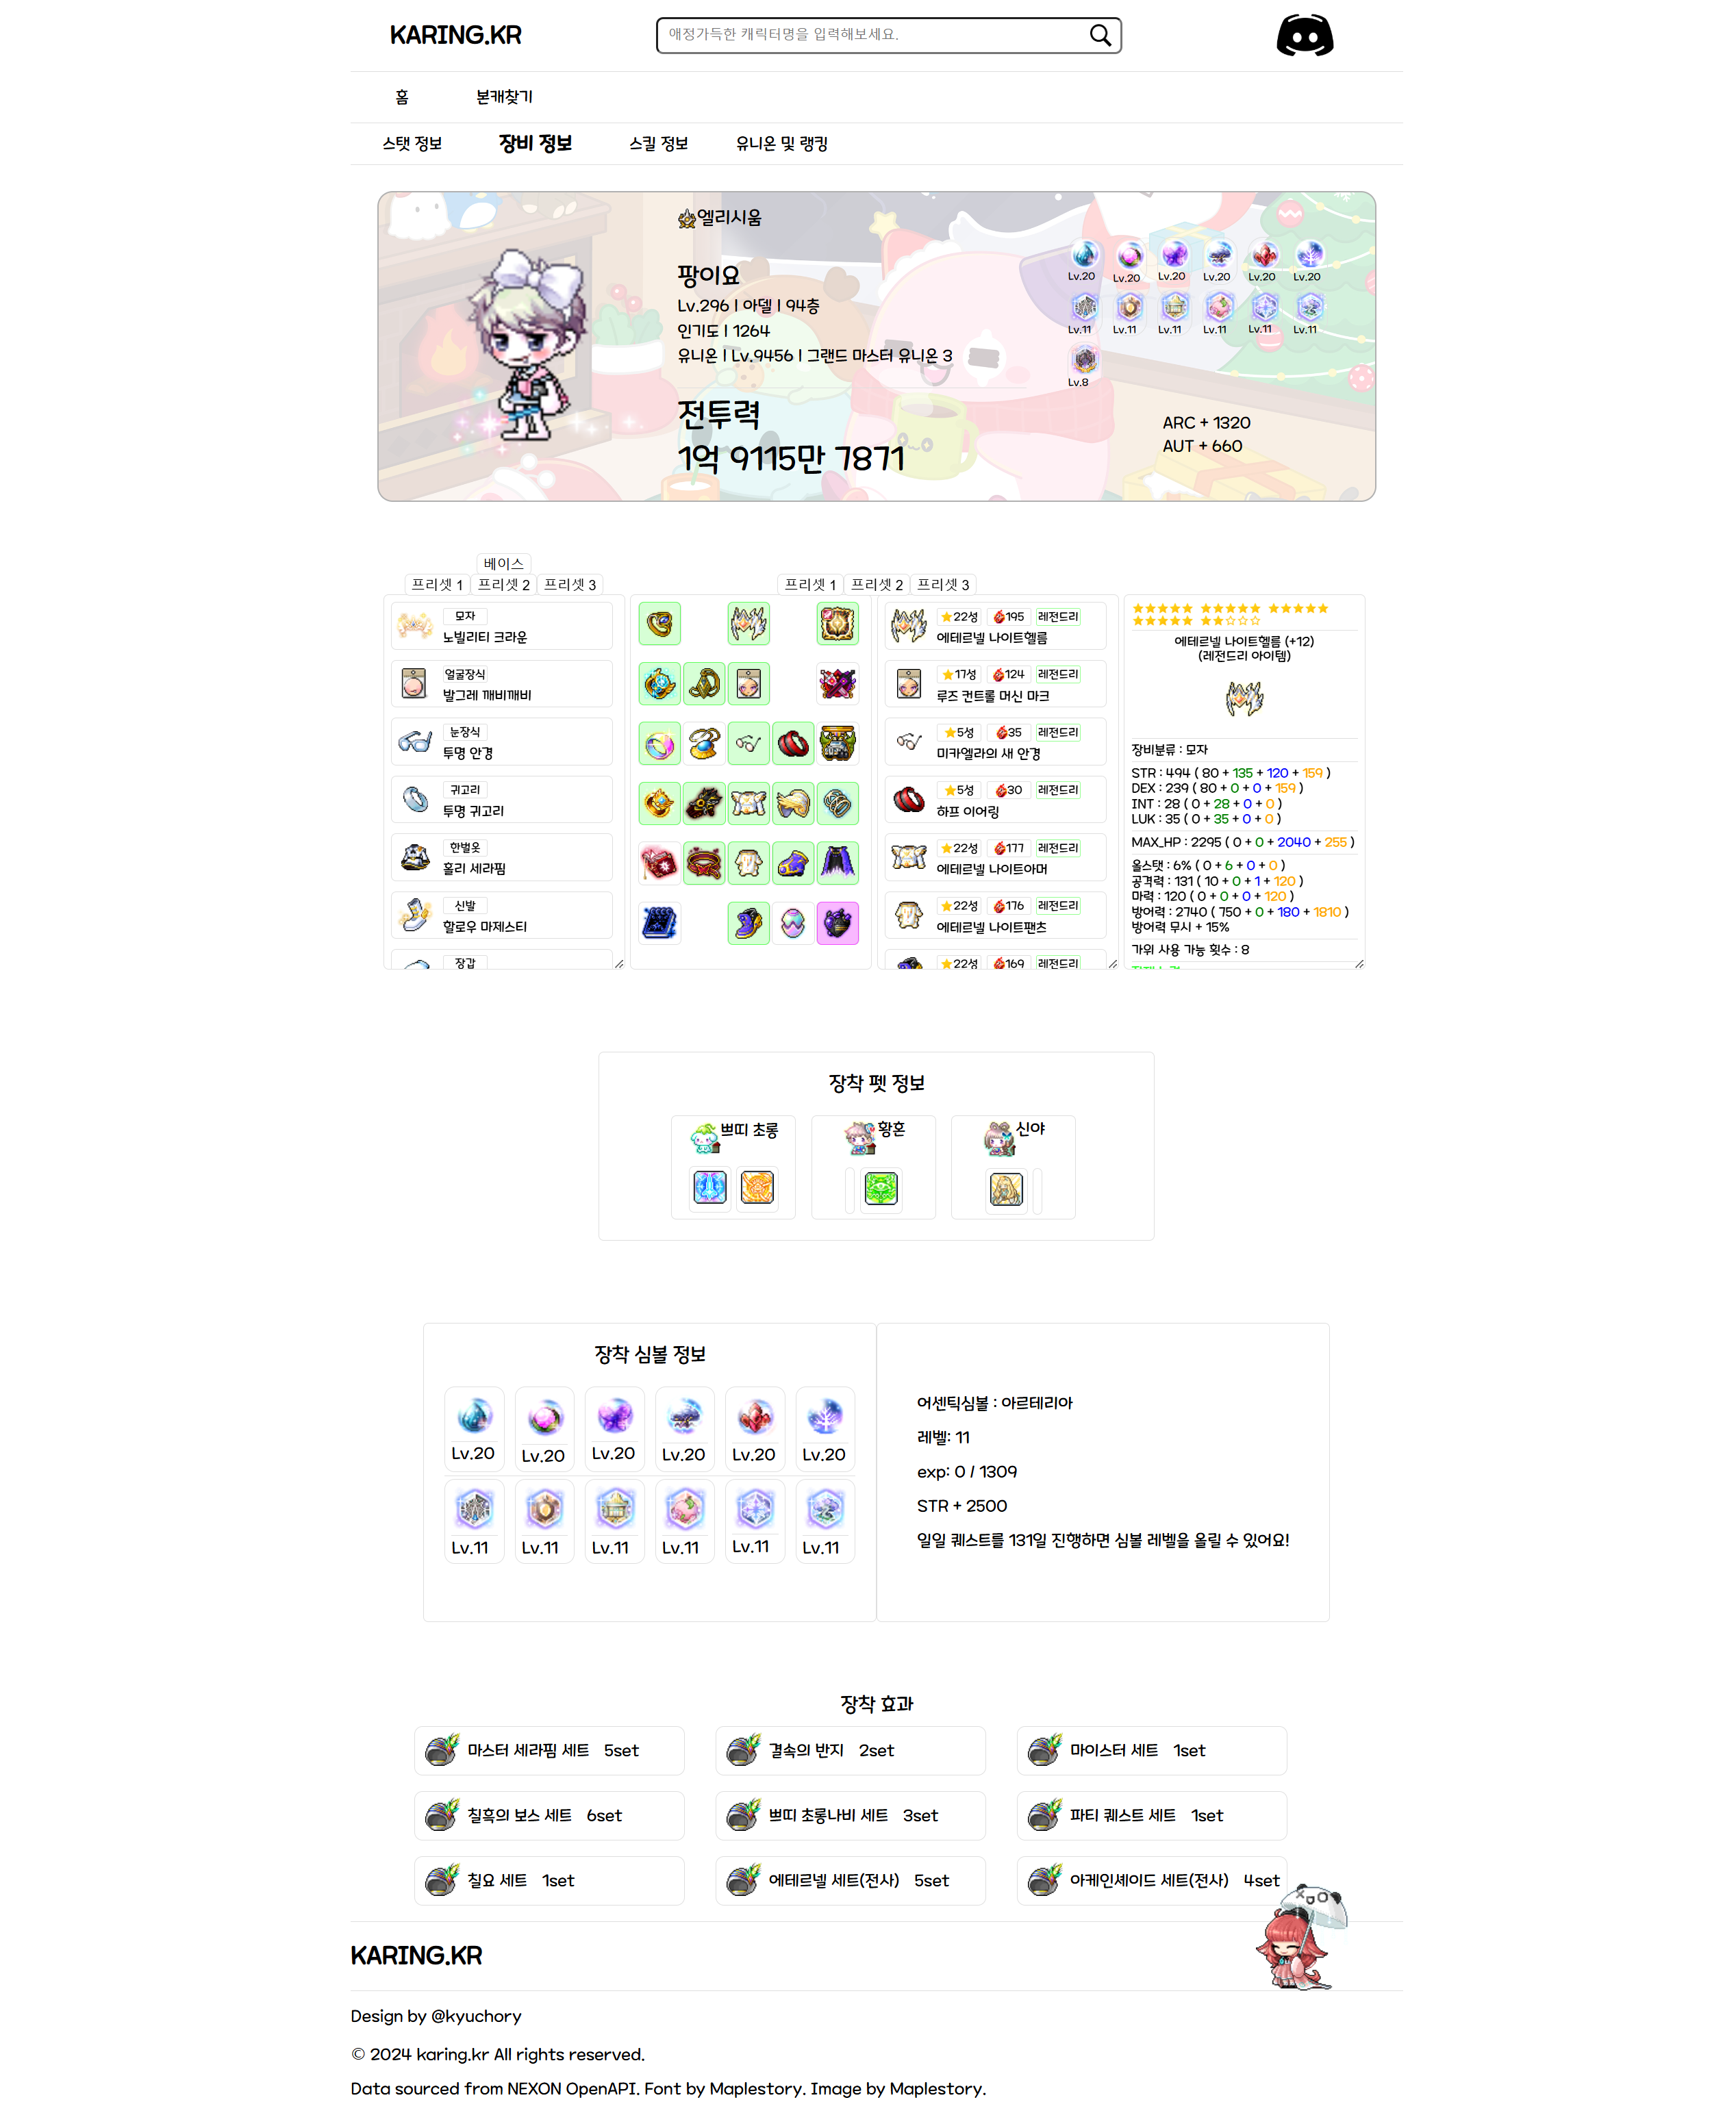 KARING.KR
애정가득한 캐릭터명을 입력해보세요.
홈 본캐찾기
스탯 정보 장비 정보 스킬 정보 유니온 및 랭킹
엘리시움
팡이요
Lv.296 | 아델 | 94층
인기도 | 1264
유니온 | Lv.9456 | 그랜드 마스터 유니온 3
전투력
1억 9115만 7871
Lv.20 Lv.20 Lv.20 Lv.20 Lv.20 Lv.20
Lv.11 Lv.11 Lv.11 Lv.11 Lv.11 Lv.11
Lv.8
ARC + 1320
AUT + 660
베이스
프리셋 1 프리셋 2 프리셋 3
모자
노빌리티 크라운
얼굴장식
발그레 깨비깨비
눈장식
투명 안경
귀고리
투명 귀고리
한벌옷
홀리 세라핌
신발
할로우 마제스티
장갑
프리셋 1 프리셋 2 프리셋 3
22성 195 레전드리
에테르넬 나이트헬름
17성 124 레전드리
루즈 컨트롤 머신 마크
5성 35 레전드리
미카엘라의 새 안경
5성 30 레전드리
하프 이어링
22성 177 레전드리
에테르넬 나이트아머
22성 176 레전드리
에테르넬 나이트팬츠
22성 169 레전드리
에테르넬 나이트헬름 (+12)
(레전드리 아이템)
장비분류 : 모자
STR : 494 ( 80 + 135 + 120 + 159 )
DEX : 239 ( 80 + 0 + 0 + 159 )
INT : 28 ( 0 + 28 + 0 + 0 )
LUK : 35 ( 0 + 35 + 0 + 0 )
MAX_HP : 2295 ( 0 + 0 + 2040 + 255 )
올스탯 : 6% ( 0 + 6 + 0 + 0 )
공격력 : 131 ( 10 + 0 + 1 + 120 )
마력 : 120 ( 0 + 0 + 0 + 120 )
방어력 : 2740 ( 750 + 0 + 180 + 1810 )
방어력 무시 + 15%
가위 사용 가능 횟수 : 8
장착 펫 정보
쁘띠 초롱
황혼
신야
장착 심볼 정보
Lv.20 Lv.20 Lv.20 Lv.20 Lv.20 Lv.20
Lv.11 Lv.11 Lv.11 Lv.11 Lv.11 Lv.11
어센틱심볼 : 아르테리아
레벨: 11
exp: 0 / 1309
STR + 2500
일일 퀘스트를 131일 진행하면 심볼 레벨을 올릴 수 있어요!
장착 효과
마스터 세라핌 세트 5set
결속의 반지 2set
마이스터 세트 1set
칠흑의 보스 세트 6set
쁘띠 초롱나비 세트 3set
파티 퀘스트 세트 1set
칠요 세트 1set
에테르넬 세트(전사) 5set
아케인셰이드 세트(전사) 4set
KARING.KR
Design by @kyuchory
© 2024 karing.kr All rights reserved.
Data sourced from NEXON OpenAPI. Font by Maplestory. Image by Maplestory.